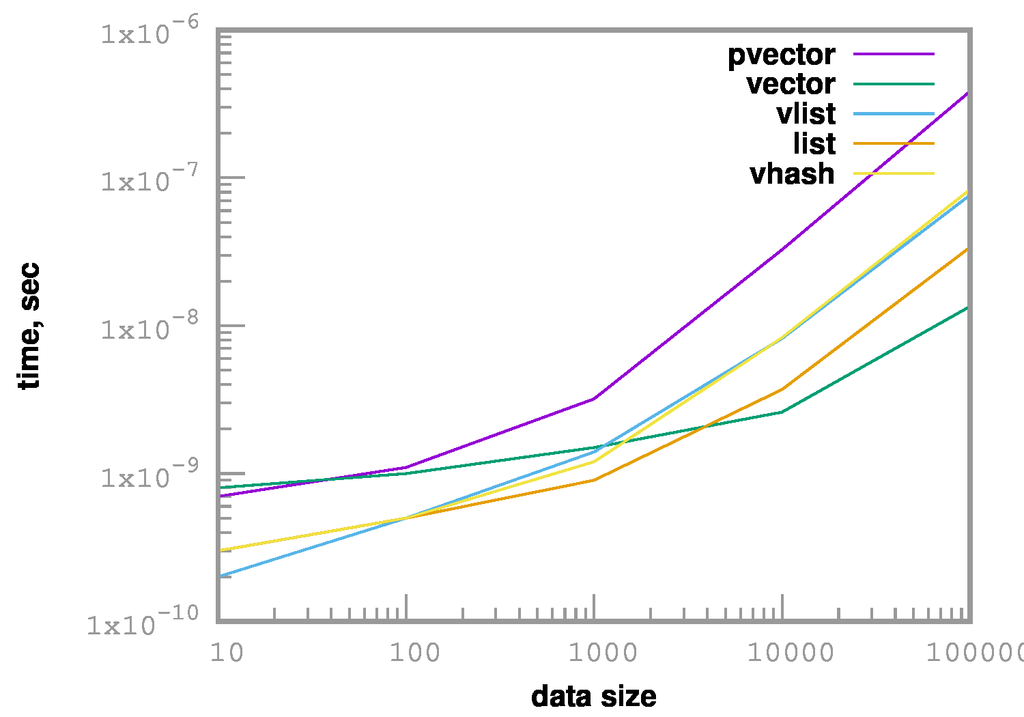 1x10^-6
1x10^-7
1x10^-8
1x10^-9
1x10^-10
time, sec
pvector
vector
vlist
list
vhash
10 100 1000 10000 100000
data size